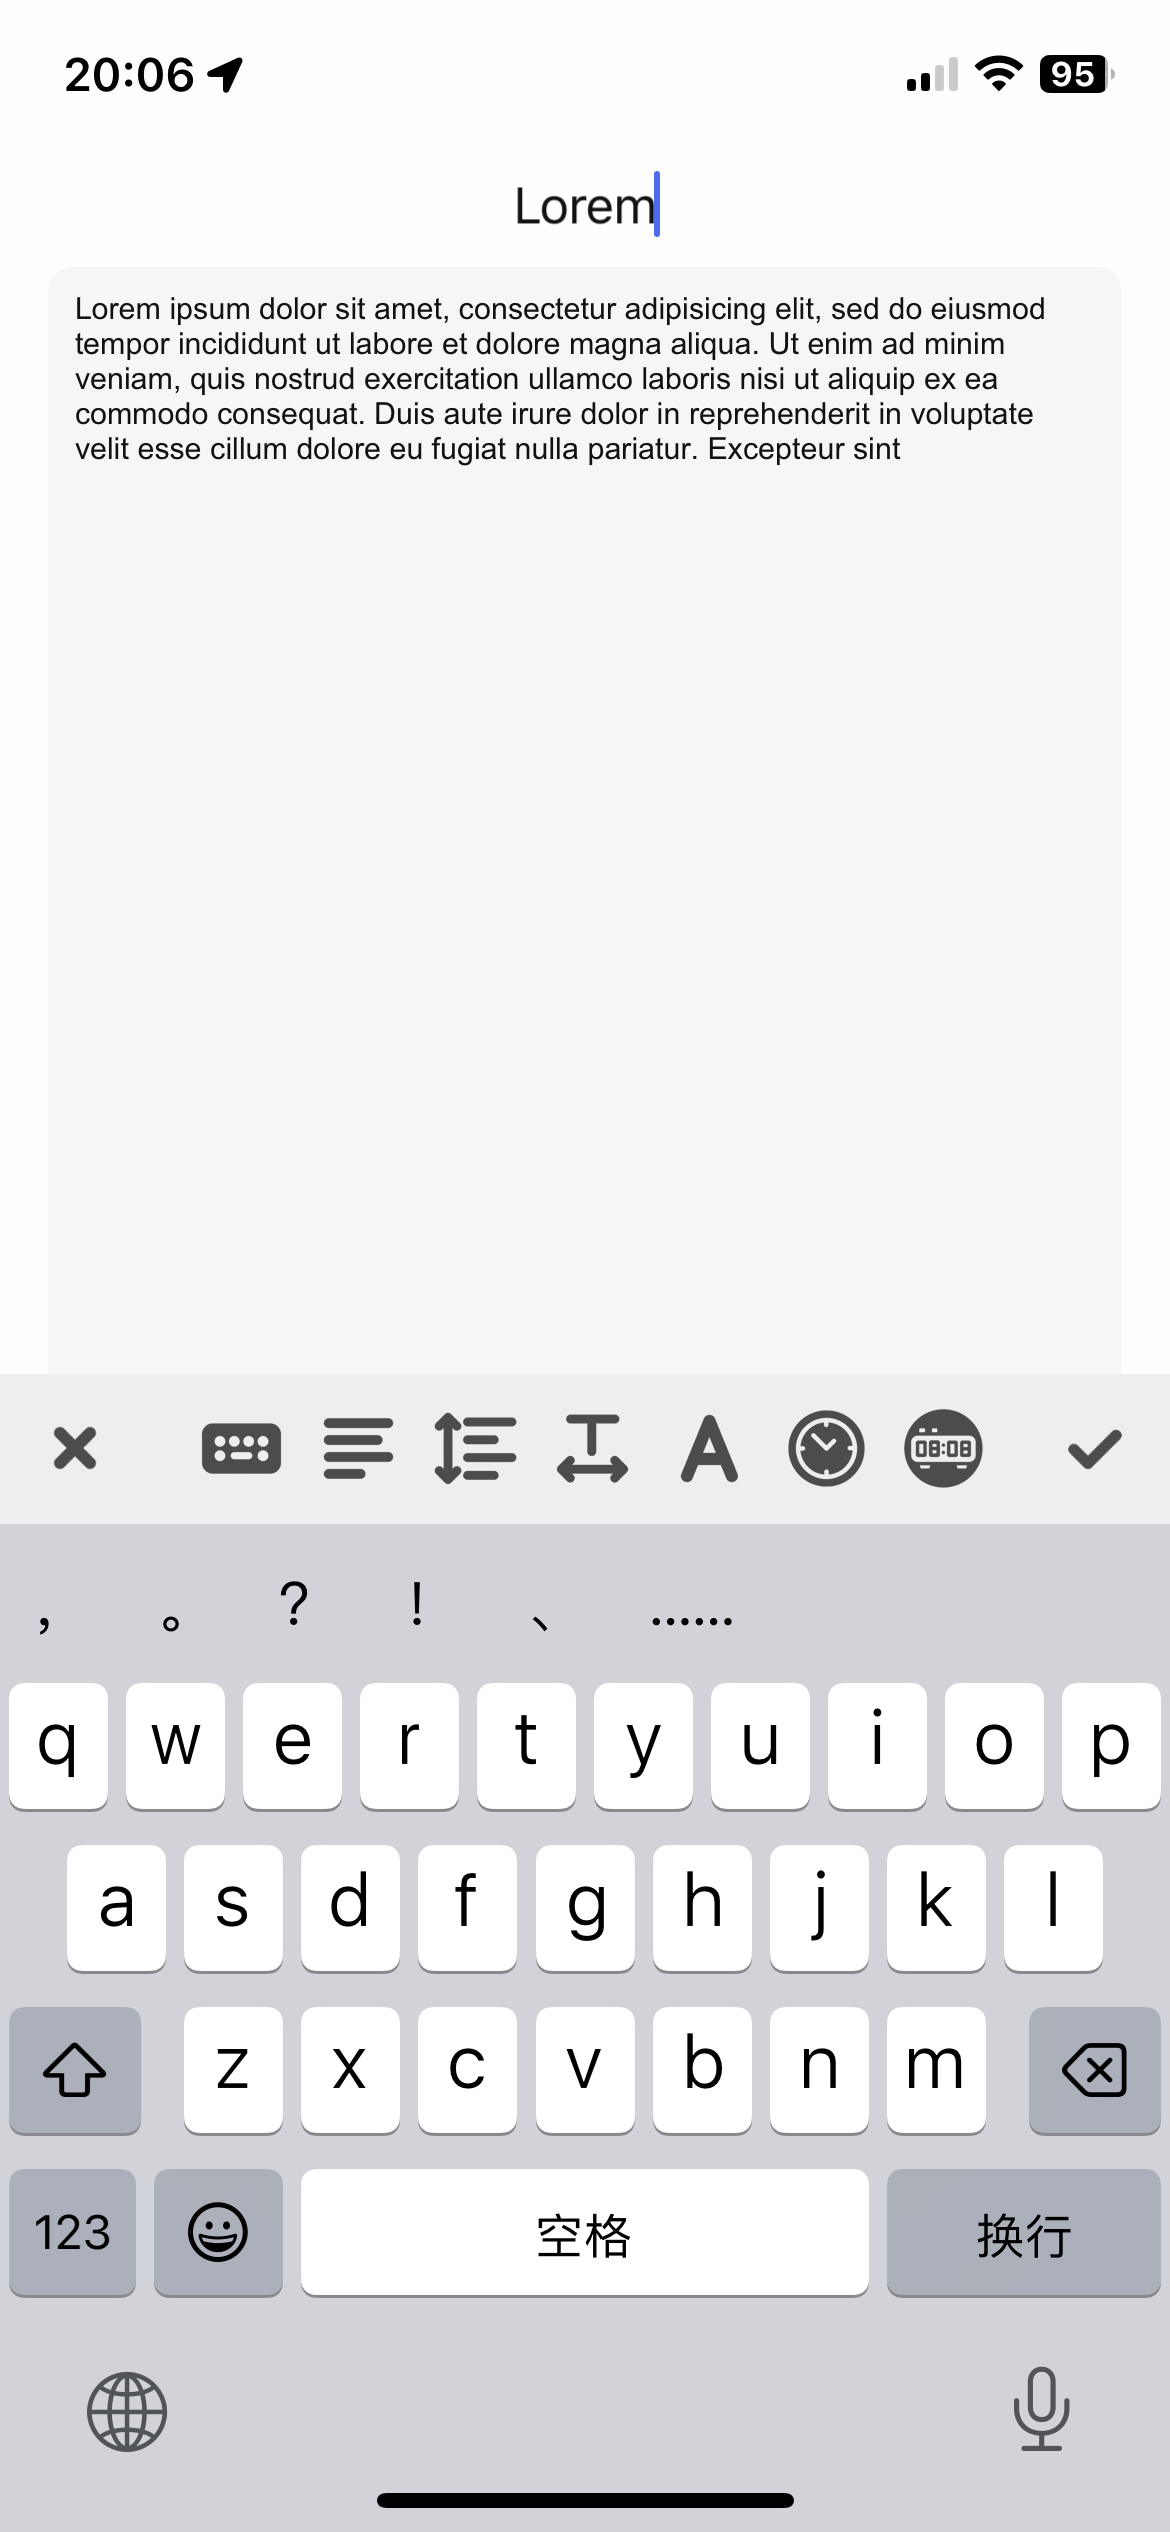 20:06
95
Lorem
Lorem ipsum dolor sit amet, consectetur adipisicing elit, sed do eiusmod
tempor incididunt ut labore et dolore magna aliqua. Ut enim ad minim
veniam, quis nostrud exercitation ullamco laboris nisi ut aliquip ex ea
commodo consequat. Duis aute irure dolor in reprehenderit in voluptate
velit esse cillum dolore eu fugiat nulla pariatur. Excepteur sint
T A 08:08
， 。 ？ ！ 、 ……
q w e r t y u i o p
a s d f g h j k l
z x c v b n m
123 空格 换行